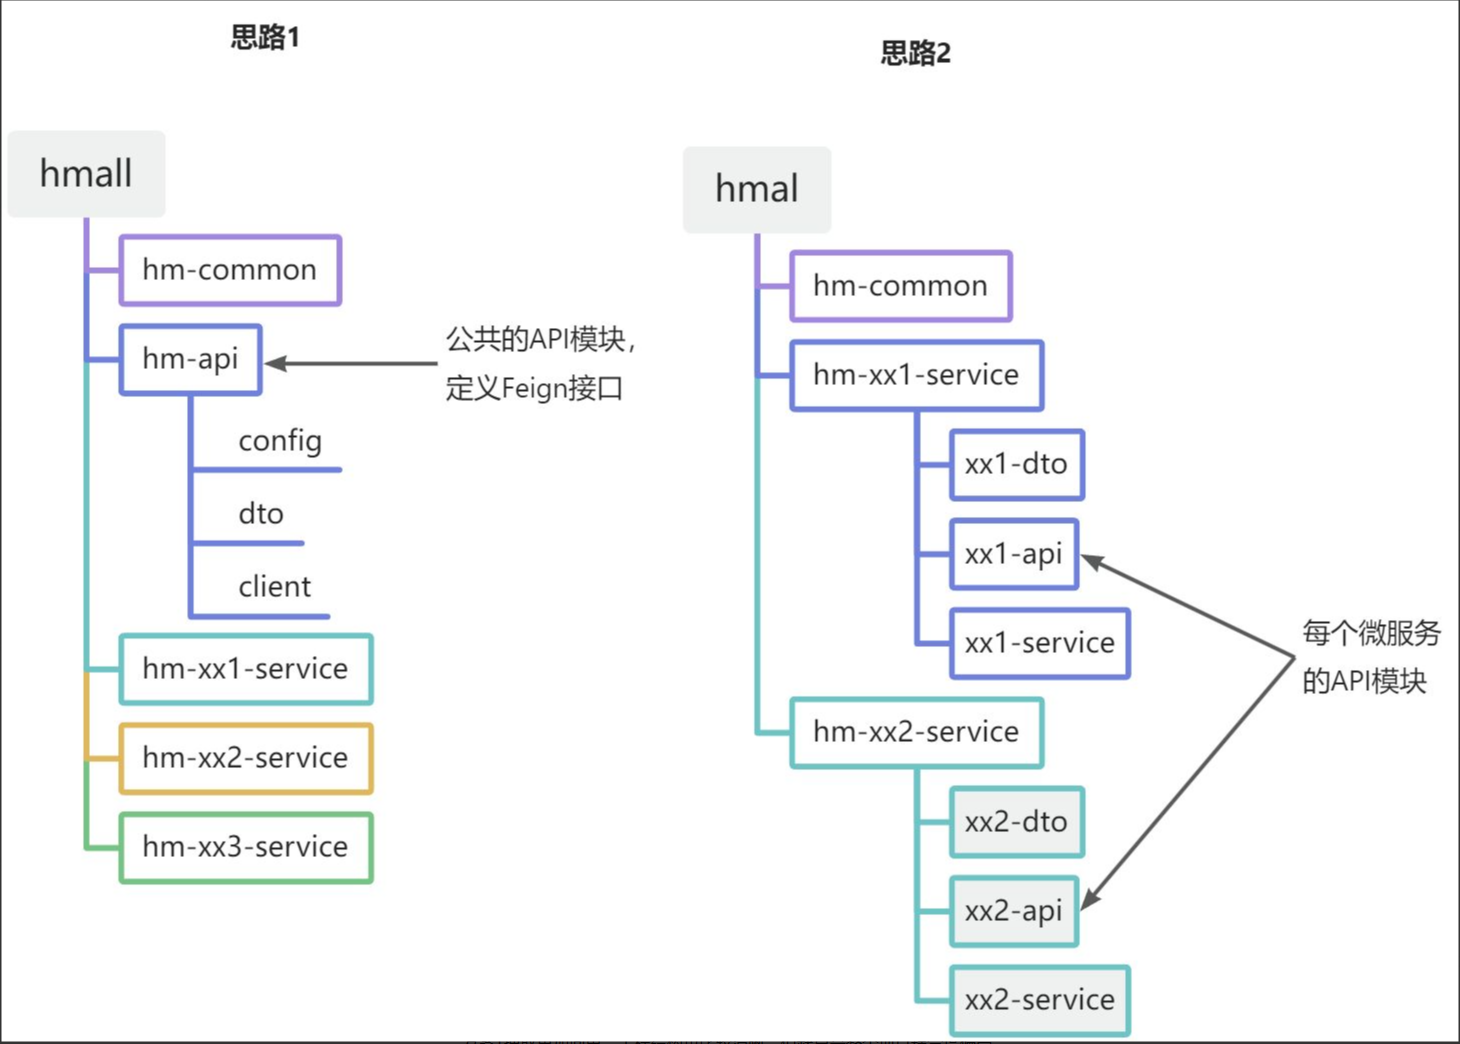 思路1
hmall
hm-common
hm-api
公共的API模块，
定义Feign接口
config
dto
client
hm-xx1-service
hm-xx2-service
hm-xx3-service
思路2
hmal
hm-common
hm-xx1-service
xx1-dto
xx1-api
xx1-service
每个微服务
的API模块
hm-xx2-service
xx2-dto
xx2-api
xx2-service